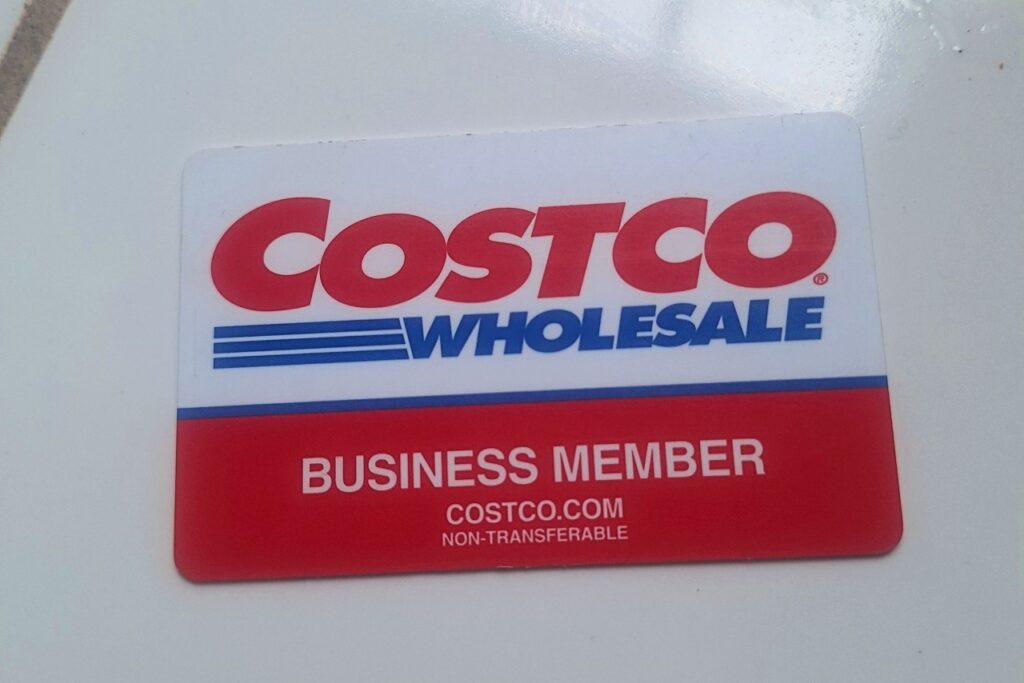 COSTCO®
WHOLESALE
BUSINESS MEMBER
COSTCO.COM
NON-TRANSFERABLE